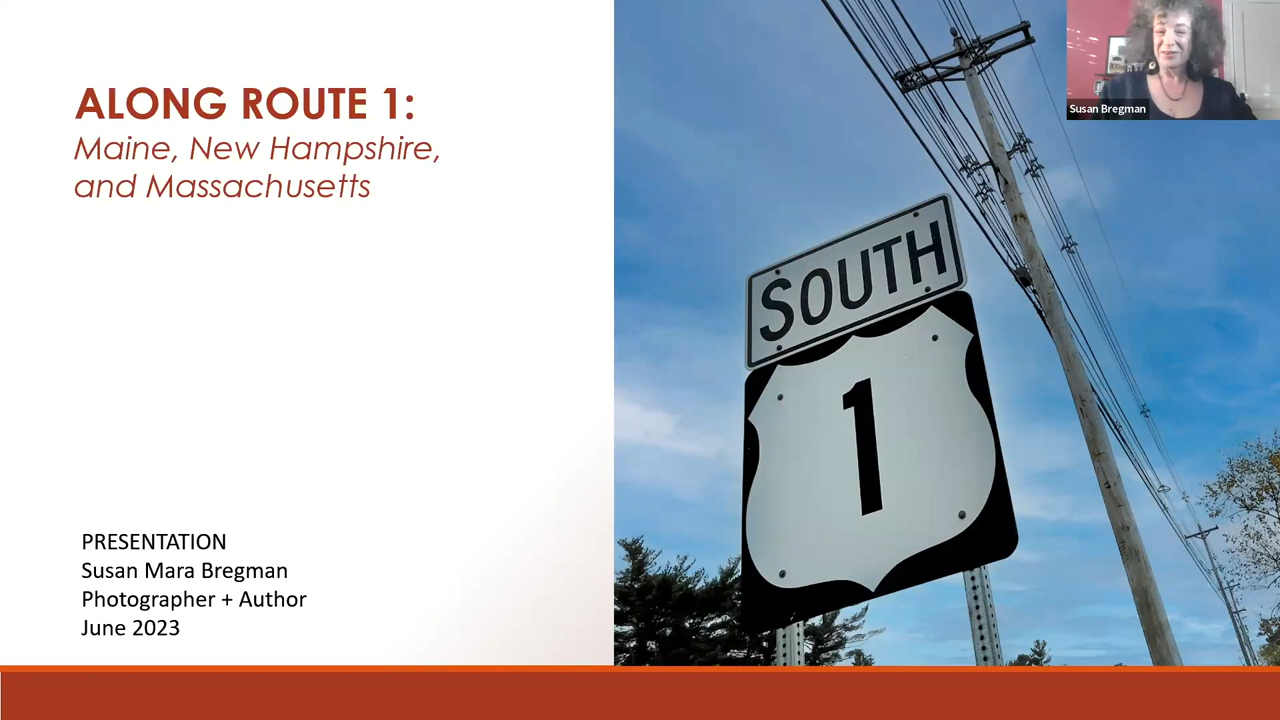 ALONG ROUTE 1:
Maine, New Hampshire,
and Massachusetts
PRESENTATION
Susan Mara Bregman
Photographer + Author
June 2023
SOUTH
1
Susan Bregman